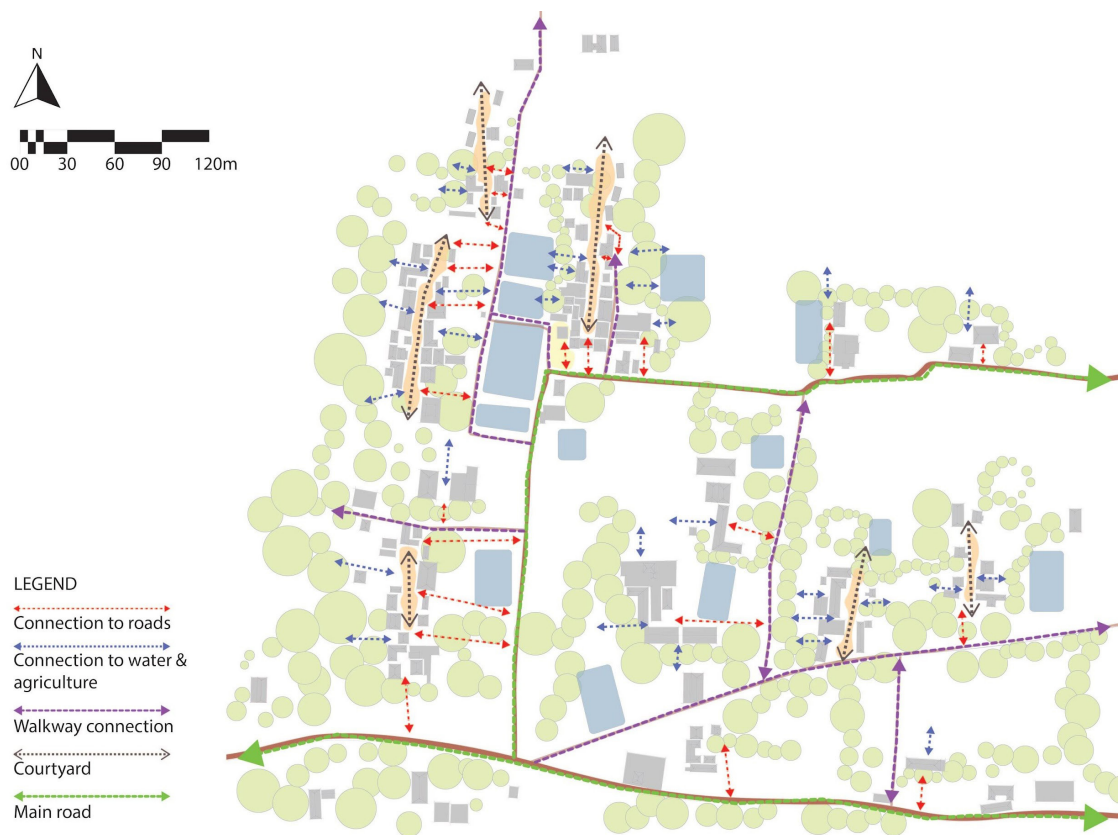 N
00 30 60 90 120m
LEGEND
Connection to roads
Connection to water &
agriculture
Walkway connection
Courtyard
Main road